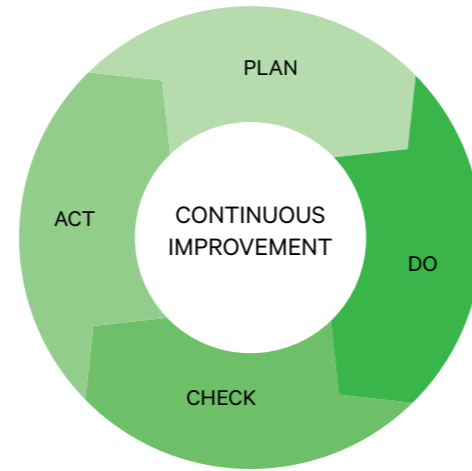 PLAN
ACT
CONTINUOUS
IMPROVEMENT
DO
CHECK